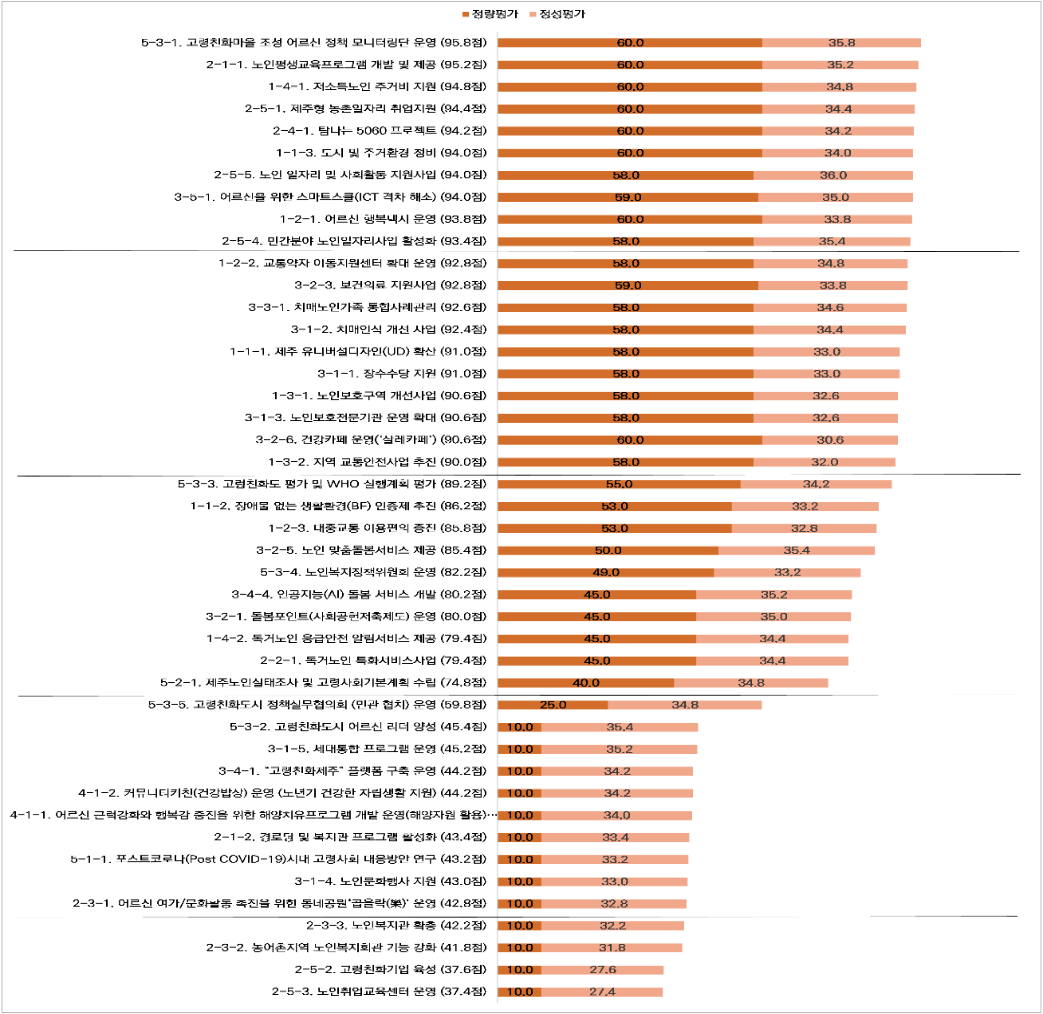 정량평가 정성평가
5-3-1. 고령친화마을 조성 어르신 정책 모니터링단 운영 (95.8점) 60.0 35.8
2-1-1. 노인평생교육프로그램 개발 및 제공 (95.2점) 60.0 35.2
1-4-1. 저소득노인 주거비 지원 (94.8점) 60.0 34.8
2-5-1. 제주형 농촌일자리 취업지원 (94.4점) 60.0 34.4
2-4-1. 탐나는 5060 프로젝트 (94.2점) 60.0 34.2
1-1-3. 도시 및 주거환경 정비 (94.0점) 60.0 34.0
2-5-5. 노인 일자리 및 사회활동 지원사업 (94.0점) 58.0 36.0
3-5-1. 어르신을 위한 스마트스쿨(ICT 격차 해소) (94.0점) 59.0 35.0
1-2-1. 어르신 행복택시 운영 (93.8점) 60.0 33.8
2-5-4. 민간분야 노인일자리사업 활성화 (93.4점) 58.0 35.4
1-2-2. 교통약자 이동지원센터 확대 운영 (92.8점) 58.0 34.8
3-2-3. 보건의료 지원사업 (92.8점) 59.0 33.8
3-3-1. 치매노인가족 통합사례관리 (92.6점) 58.0 34.6
3-1-2. 치매인식 개선 사업 (92.4점) 58.0 34.4
1-1-1. 제주 유니버설디자인(UD) 확산 (91.0점) 58.0 33.0
3-1-1. 장수수당 지원 (91.0점) 58.0 33.0
1-3-1. 노인보호구역 개선사업 (90.6점) 58.0 32.6
3-1-3. 노인보호전문기관 운영 확대 (90.6점) 58.0 32.6
3-2-6. 건강카페 운영('실레카페') (90.6점) 60.0 30.6
1-3-2. 지역 교통안전사업 추진 (90.0점) 58.0 32.0
5-3-3. 고령친화도 평가 및 WHO 실행계획 평가 (89.2점) 55.0 34.2
1-1-2. 장애물 없는 생활환경(BF) 인증제 추진 (86.2점) 53.0 33.2
1-2-3. 대중교통 이용편의 증진 (85.8점) 53.0 32.8
3-2-5. 노인 맞춤돌봄서비스 제공 (85.4점) 50.0 35.4
5-3-4. 노인복지정책위원회 운영 (82.2점) 49.0 33.2
3-4-4. 인공지능(AI) 돌봄 서비스 개발 (80.2점) 45.0 35.2
3-2-1. 돌봄포인트(사회공헌저축제도) 운영 (80.0점) 45.0 35.0
1-4-2. 독거노인 응급안전 알림서비스 제공 (79.4점) 45.0 34.4
2-2-1. 독거노인 특화서비스사업 (79.4점) 45.0 34.4
5-2-1. 제주노인실태조사 및 고령사회기본계획 수립 (74.8점) 40.0 34.8
5-3-5. 고령친화도시 정책실무협의회 (민관 협치) 운영 (59.8점) 25.0 34.8
5-3-2. 고령친화도시 어르신 리더 양성 (45.4점) 10.0 35.4
3-1-5. 세대통합 프로그램 운영 (45.2점) 10.0 35.2
3-4-1. "고령친화제주" 플랫폼 구축 운영 (44.2점) 10.0 34.2
4-1-2. 커뮤니티키친(건강밥상) 운영 (노년기 건강한 자립생활 지원) (44.2점) 10.0 34.2
4-1-1. 어르신 근력강화와 행복감 증진을 위한 해양치유프로그램 개발 운영(해양자원 활용)… 10.0 34.0
2-1-2. 경로당 및 복지관 프로그램 활성화 (43.4점) 10.0 33.4
5-1-1. 포스트코로나(Post COVID-19)시대 고령사회 대응방안 연구 (43.2점) 10.0 33.2
3-1-4. 노인문화행사 지원 (43.0점) 10.0 33.0
2-3-1. 어르신 여가/문화활동 촉진을 위한 동네공원'곱을락(樂)' 운영 (42.8점) 10.0 32.8
2-3-3. 노인복지관 확충 (42.2점) 10.0 32.2
2-3-2. 농어촌지역 노인복지회관 기능 강화 (41.8점) 10.0 31.8
2-5-2. 고령친화기업 육성 (37.6점) 10.0 27.6
2-5-3. 노인취업교육센터 운영 (37.4점) 10.0 27.4